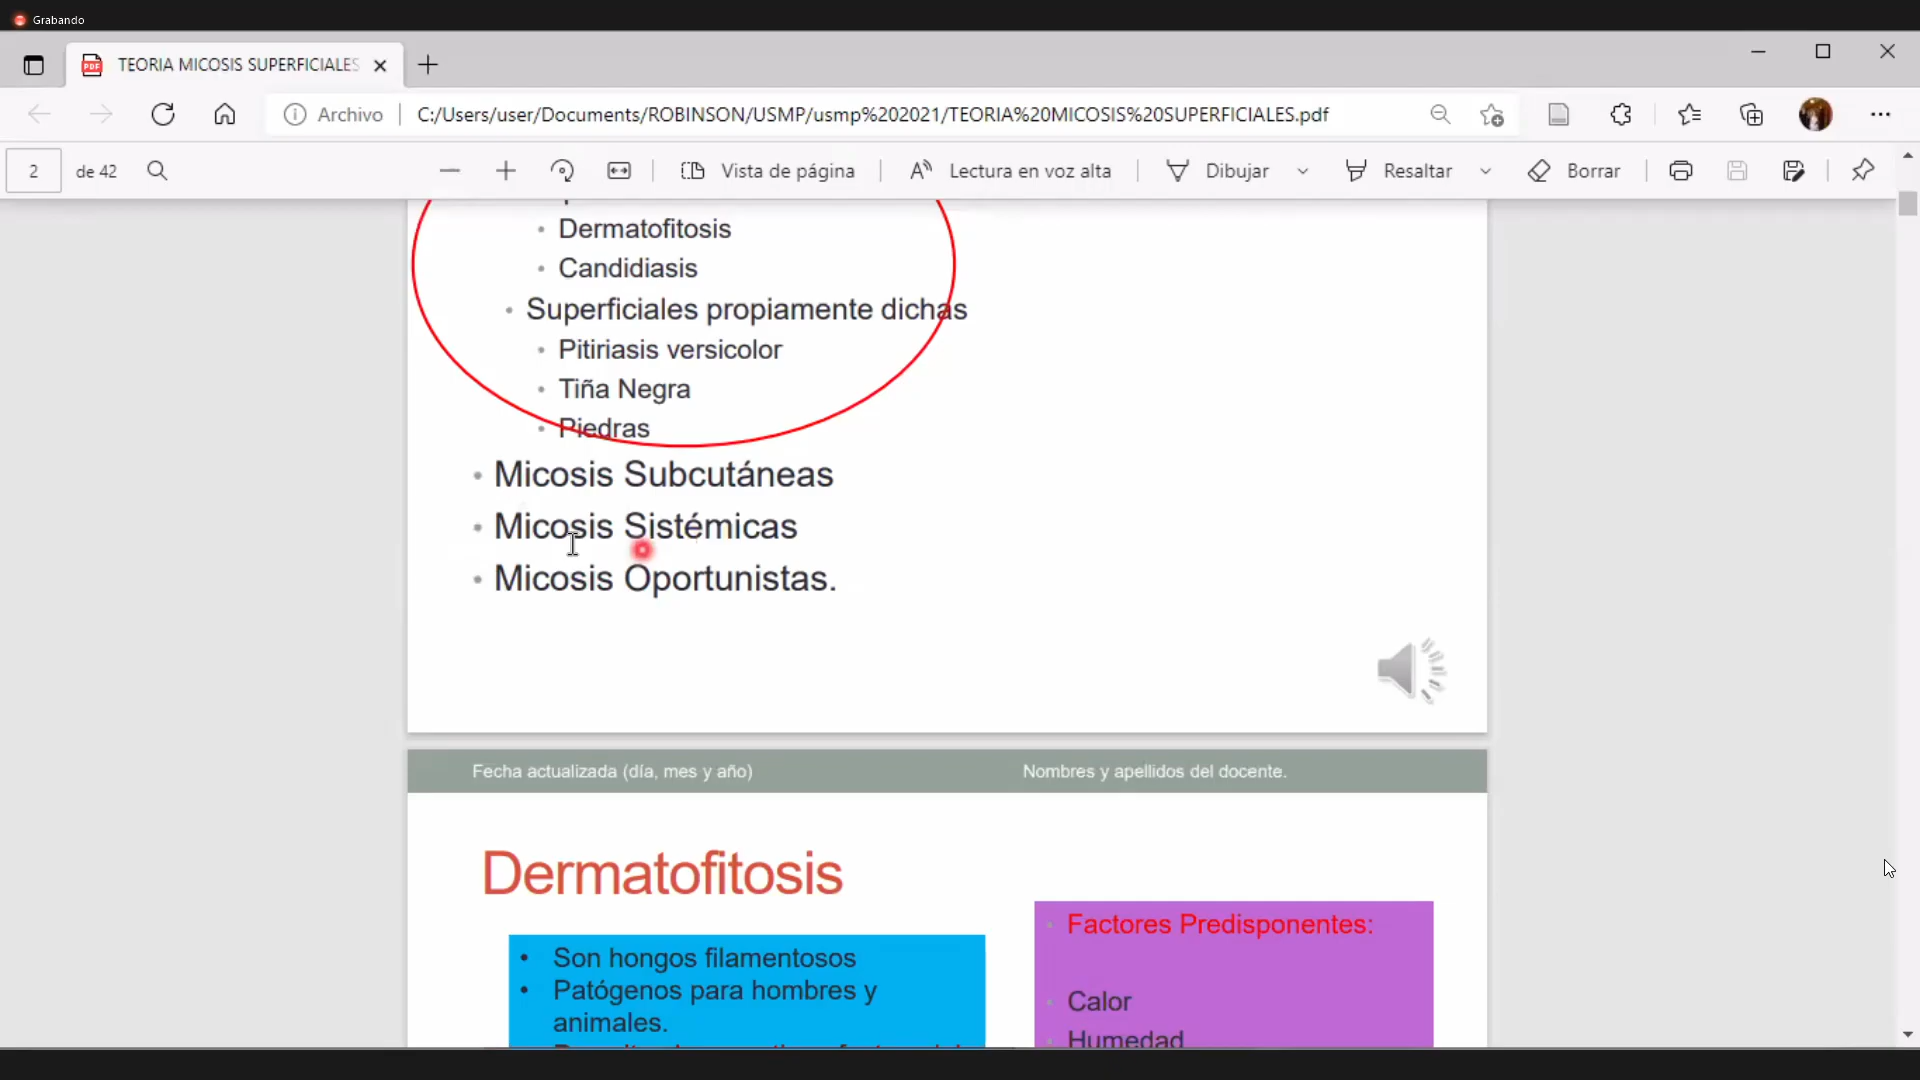 Grabando
TEORIA MICOSIS SUPERFICIALES
Archivo
C:/Users/user/Documents/ROBINSON/USMP/usmp%202021/TEORIA%20MICOSIS%20SUPERFICIALES.pdf
2 de 42
Vista de página
Lectura en voz alta
Dibujar
Resaltar
Borrar
• Dermatofitosis
• Candidiasis
• Superficiales propiamente dichas
• Pitiriasis versicolor
• Tiña Negra
• Piedras
• Micosis Subcutáneas
• Micosis Sistémicas
• Micosis Oportunistas.
Fecha actualizada (día, mes y año)
Nombres y apellidos del docente.
Dermatofitosis
• Son hongos filamentosos
• Patógenos para hombres y
animales.
• Factores Predisponentes:
• Calor
• Humedad